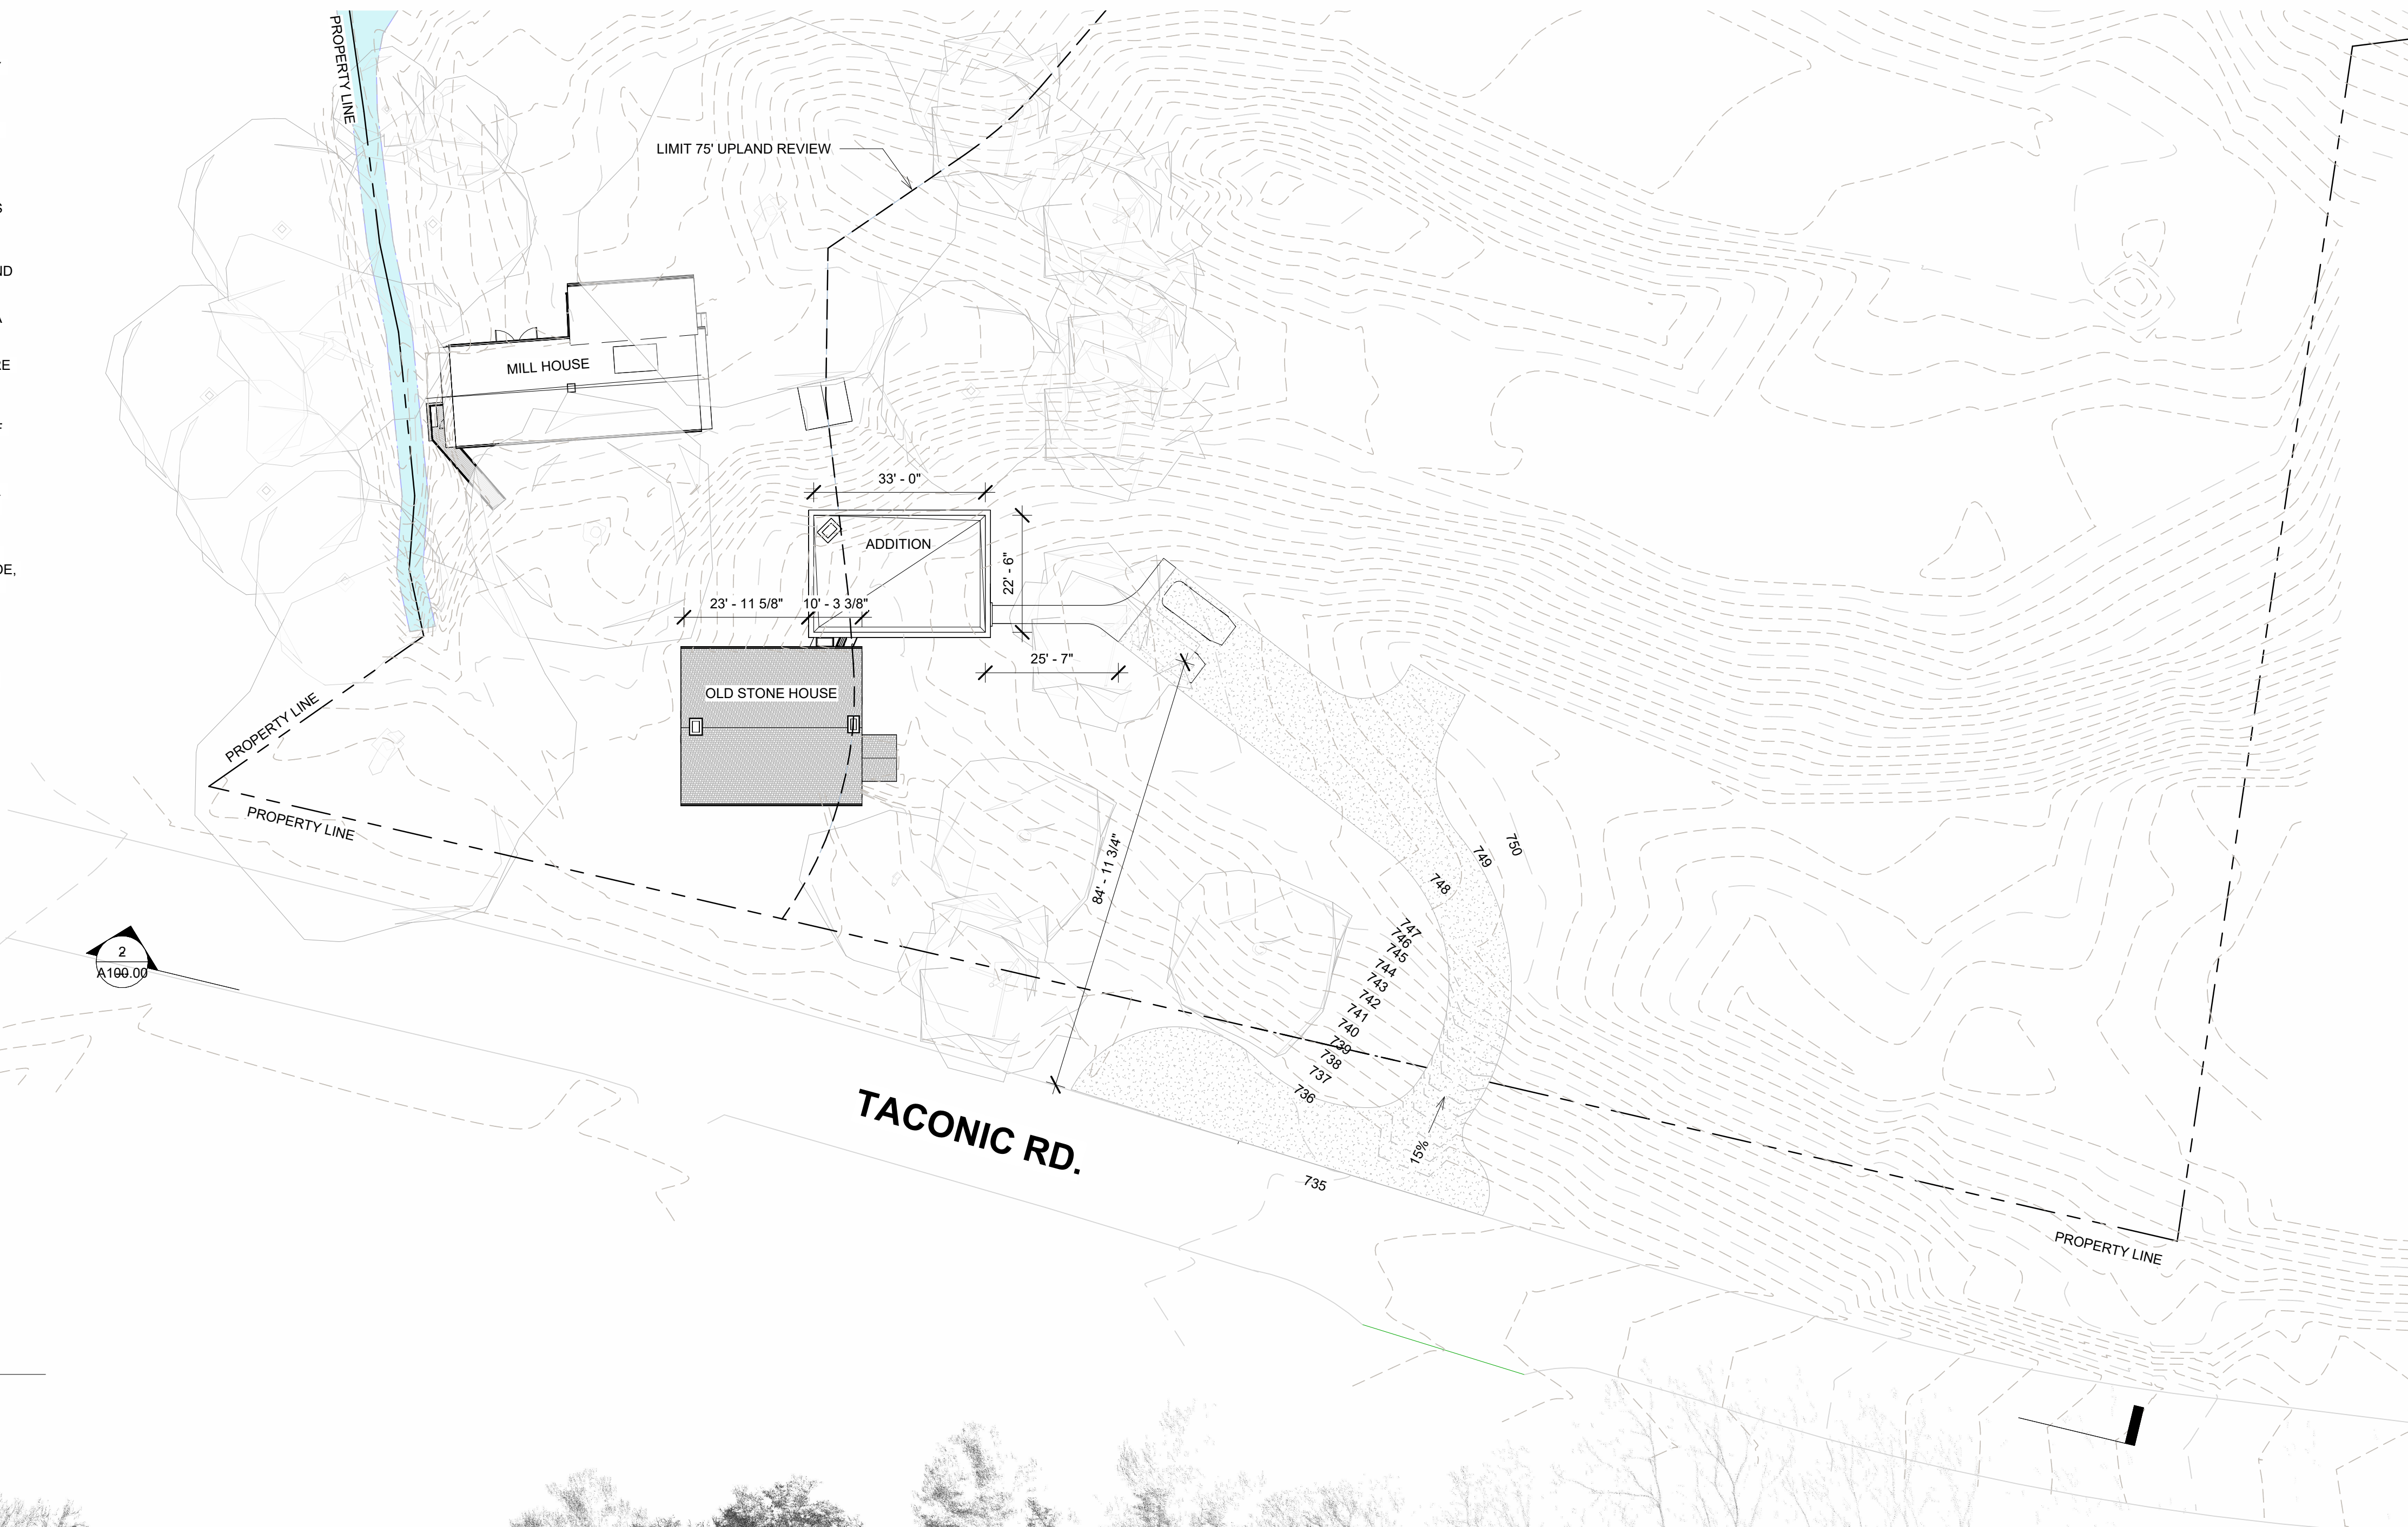 PROPERTY LINE
LIMIT 75' UPLAND REVIEW
MILL HOUSE
33' - 0"
ADDITION
22' - 6"
23' - 11 5/8"
10' - 3 3/8"
25' - 7"
OLD STONE HOUSE
PROPERTY LINE
PROPERTY LINE
84' - 11 3/4"
750
749
748
747
746
745
744
743
742
741
740
739
738
737
736
735
15%
2
A100.00
TACONIC RD.
PROPERTY LINE